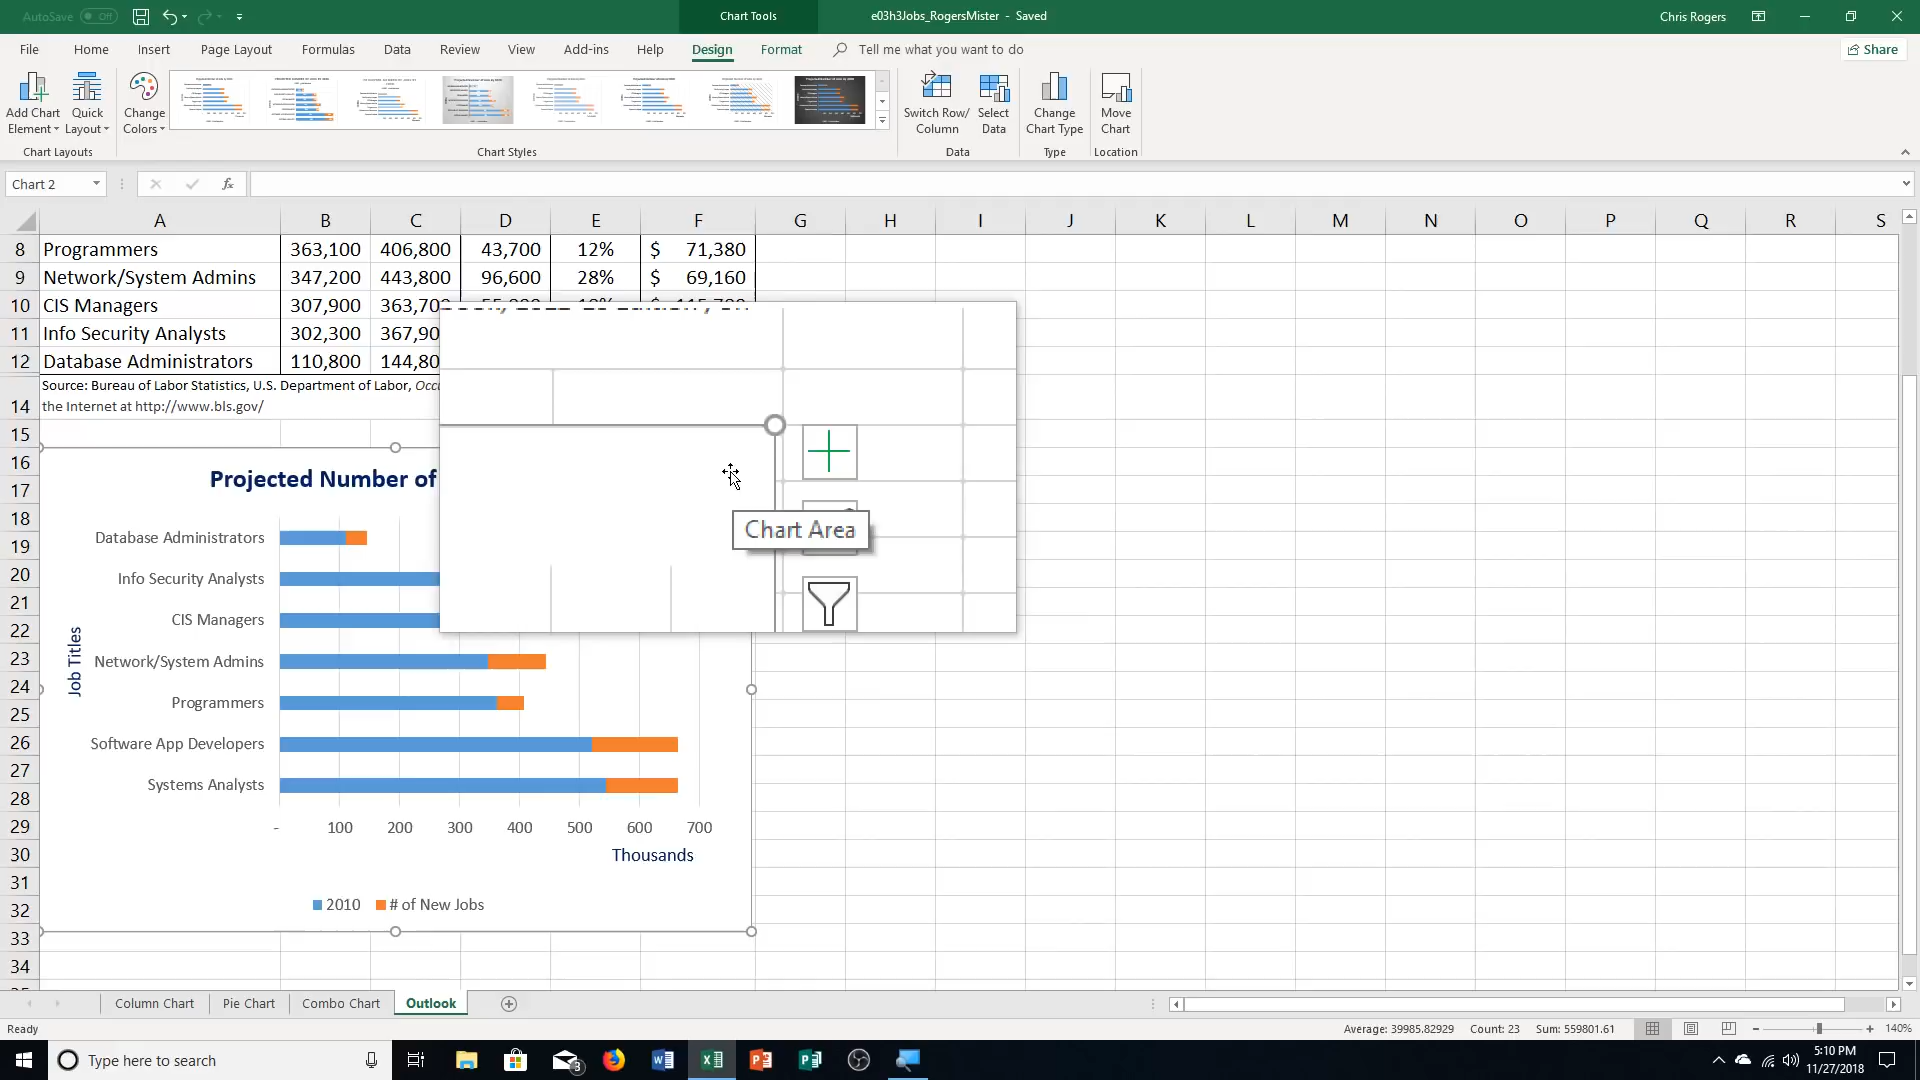 AutoSave Off
Chart Tools
e03h3Jobs_RogersMister - Saved
Chris Rogers
File Home Insert Page Layout Formulas Data Review View Add-ins Help Design Format Tell me what you want to do Share
Add Chart Element
Quick Layout
Change Colors
Switch Row/ Column
Select Data
Change Chart Type
Move Chart
Chart Layouts Chart Styles Data Type Location
Chart 2 fx
A B C D E F G H I J K L M N O P Q R S
8 Programmers 363,100 406,800 43,700 12% $ 71,380
9 Network/System Admins 347,200 443,800 96,600 28% $ 69,160
10 CIS Managers 307,900 363,700
11 Info Security Analysts 302,300 367,90
12 Database Administrators 110,800 144,80
Source: Bureau of Labor Statistics, U.S. Department of Labor, Occu
14 the Internet at http://www.bls.gov/
15
16
17
18
19
20
21
22
23
24
25
26
27
28
29
30
31
32
33
34
Projected Number of
Job Titles
Database Administrators
Info Security Analysts
CIS Managers
Network/System Admins
Programmers
Software App Developers
Systems Analysts
- 100 200 300 400 500 600 700
Thousands
2010 # of New Jobs
Chart Area
Column Chart Pie Chart Combo Chart Outlook
Ready
Average: 39985.82929 Count: 23 Sum: 559801.61
140%
Type here to search
3
5:10 PM
11/27/2018